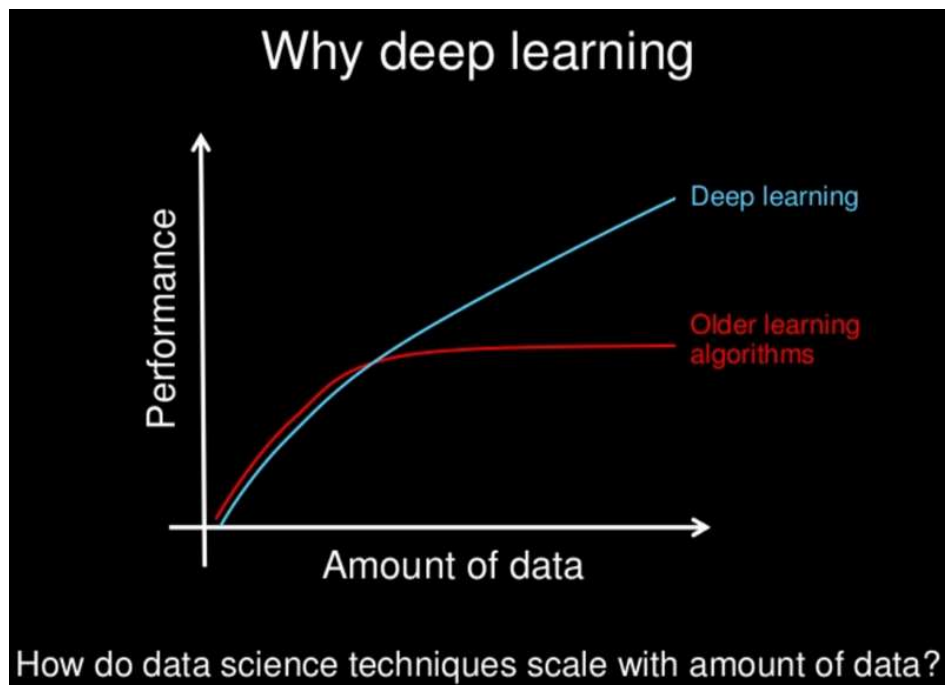 Why deep learning
Performance
Deep learning
Older learning
algorithms
Amount of data
How do data science techniques scale with amount of data?